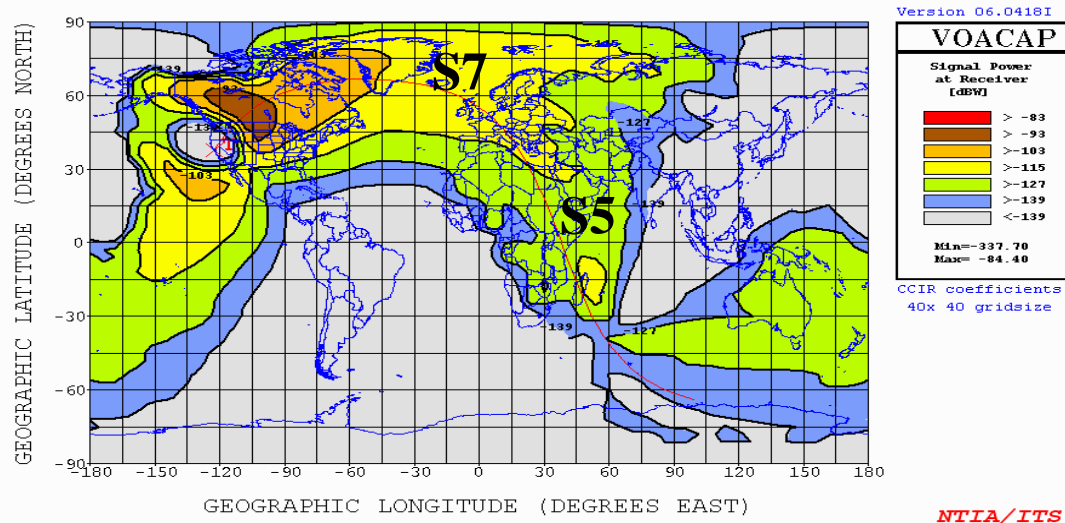 Version 06.0418I
VOACAP
Signal Power
at Receiver
[dBW]
> -83
> -93
>-103
>-115
>-127
>-139
<-139
Min=-337.70
Max= -84.40
CCIR coefficients
40x 40 gridsize
NTIA/ITS
GEOGRAPHIC LATITUDE (DEGREES NORTH)
90
60
30
0
-30
-60
-90
-180
-150
-120
-90
-60
-30
0
30
60
90
120
150
180
GEOGRAPHIC LONGITUDE (DEGREES EAST)
S7
S5
-103
-127
-139
-139
-127